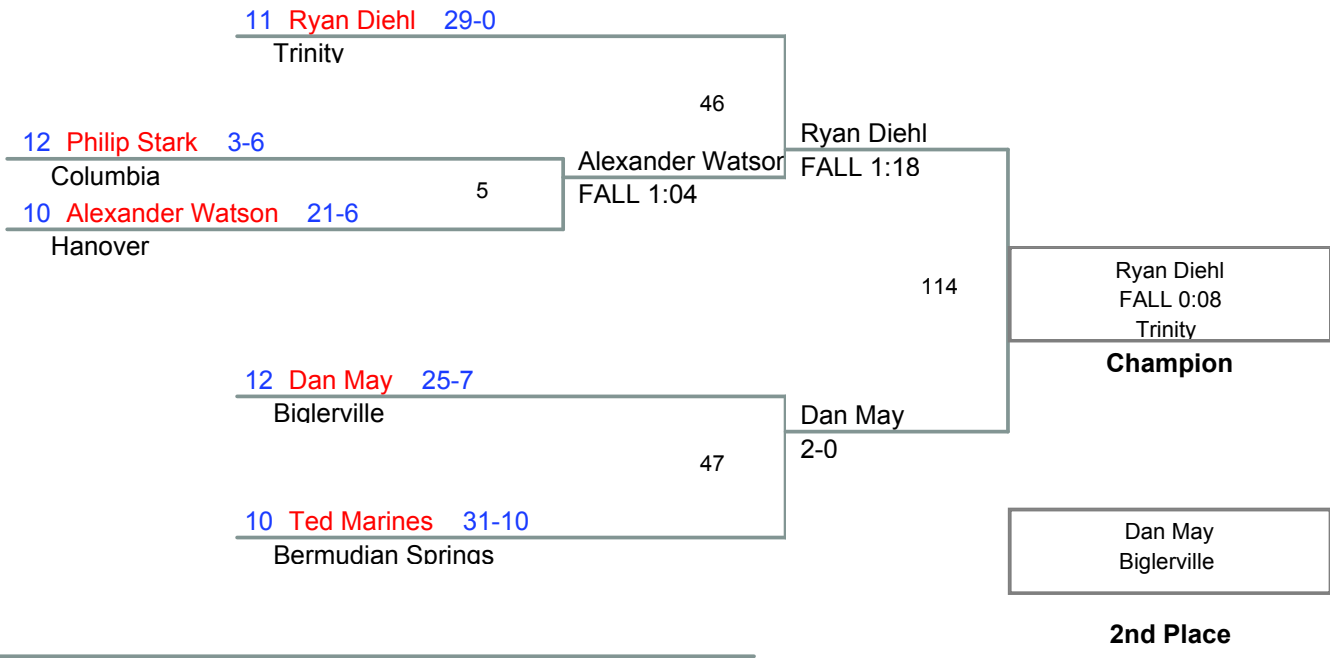 11 Ryan Diehl 29-0
Trinity
46
12 Philip Stark 3-6
Columbia
5
10 Alexander Watson 21-6
Hanover
Alexander Watson
FALL 1:04
Ryan Diehl
FALL 1:18
114
Ryan Diehl
FALL 0:08
Trinity
Champion
12 Dan May 25-7
Biglerville
47
10 Ted Marines 31-10
Bermudian Springs
Dan May
2-0
Dan May
Biglerville
2nd Place